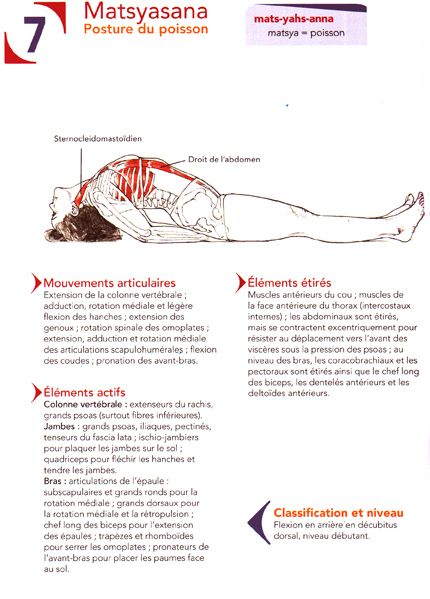 7
Matsyasana
Posture du poisson
mats-yahs-anna
matsya = poisson
Sternocleidomastoïdien
Droit de l'abdomen
Mouvements articulaires
Extension de la colonne vertébrale ;
adduction, rotation médiale et légère
flexion des hanches ; extension des
genoux ; rotation spinale des omoplates ;
extension, adduction et rotation médiale
des articulations scapulohumérales ; flexion
des coudes ; pronation des avant-bras.
Éléments actifs
Colonne vertébrale : extenseurs du rachis,
grands psoas (surtout fibres inférieures).
Jambes : grands psoas, iliaques, pectinés,
tenseurs du fascia lata ; ischio-jambiers
pour plaquer les jambes sur le sol ;
quadriceps pour fléchir les hanches et
tendre les jambes.
Bras : articulations de l'épaule :
subscapulaires et grands ronds pour la
rotation médiale ; grands dorsaux pour
la rotation médiale et la rétropulsion ;
chef long des biceps pour l'extension
des épaules ; trapèzes et rhomboïdes
pour serrer les omoplates ; pronateurs de
l'avant-bras pour placer les paumes face
au sol.
Éléments étirés
Muscles antérieurs du cou ; muscles de
la face antérieure du thorax (intercostaux
internes) ; les abdominaux sont étirés,
mais se contractent excentriquement pour
résister au déplacement vers l'avant des
viscères sous la pression des psoas ; au
niveau des bras, les coracobrachiaux et les
pectoraux sont étirés ainsi que le chef long
des biceps, les dentelés antérieurs et les
deltoïdes antérieurs.
Classification et niveau
Flexion en arrière en décubitus
dorsal, niveau débutant.